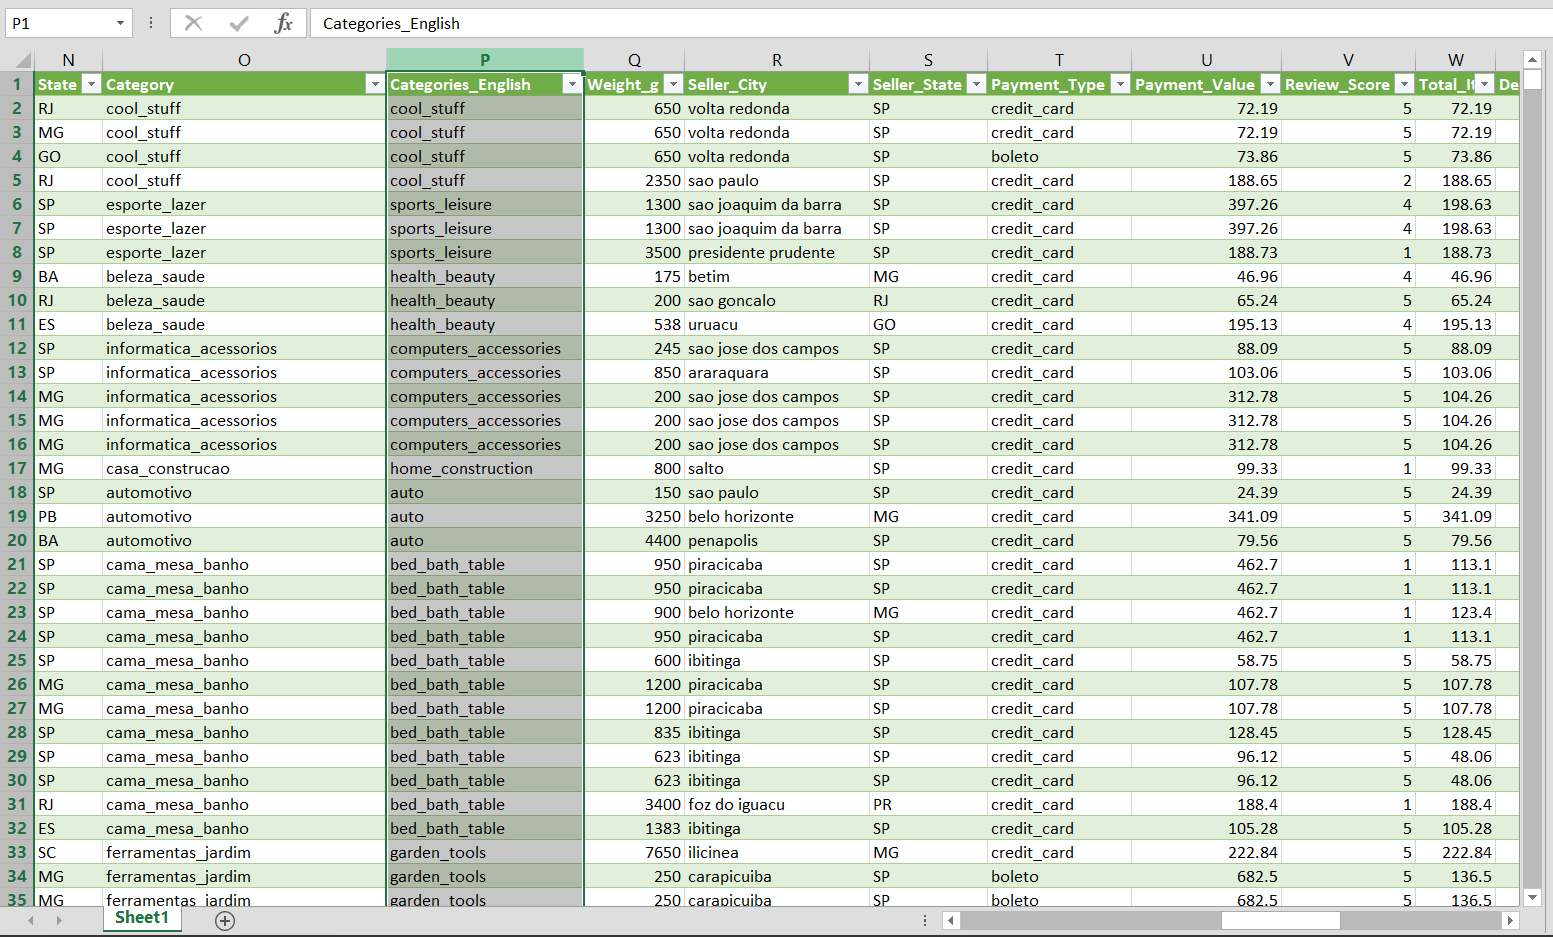 P1 fx Categories_English
N O P Q R S T U V W
1 State Category Categories_English Weight_g Seller_City Seller_State Payment_Type Payment_Value Review_Score Total_It De
2 RJ cool_stuff cool_stuff 650 volta redonda SP credit_card 72.19 5 72.19
3 MG cool_stuff cool_stuff 650 volta redonda SP credit_card 72.19 5 72.19
4 GO cool_stuff cool_stuff 650 volta redonda SP boleto 73.86 5 73.86
5 RJ cool_stuff cool_stuff 2350 sao paulo SP credit_card 188.65 2 188.65
6 SP esporte_lazer sports_leisure 1300 sao joaquim da barra SP credit_card 397.26 4 198.63
7 SP esporte_lazer sports_leisure 1300 sao joaquim da barra SP credit_card 397.26 4 198.63
8 SP esporte_lazer sports_leisure 3500 presidente prudente SP credit_card 188.73 1 188.73
9 BA beleza_saude health_beauty 175 betim MG credit_card 46.96 4 46.96
10 RJ beleza_saude health_beauty 200 sao goncalo RJ credit_card 65.24 5 65.24
11 ES beleza_saude health_beauty 538 uruacu GO credit_card 195.13 4 195.13
12 SP informatica_acessorios computers_accessories 245 sao jose dos campos SP credit_card 88.09 5 88.09
13 SP informatica_acessorios computers_accessories 850 araraquara SP credit_card 103.06 5 103.06
14 MG informatica_acessorios computers_accessories 200 sao jose dos campos SP credit_card 312.78 5 104.26
15 MG informatica_acessorios computers_accessories 200 sao jose dos campos SP credit_card 312.78 5 104.26
16 MG informatica_acessorios computers_accessories 200 sao jose dos campos SP credit_card 312.78 5 104.26
17 MG casa_construcao home_construction 800 salto SP credit_card 99.33 1 99.33
18 SP automotivo auto 150 sao paulo SP credit_card 24.39 5 24.39
19 PB automotivo auto 3250 belo horizonte MG credit_card 341.09 5 341.09
20 BA automotivo auto 4400 penapolis SP credit_card 79.56 5 79.56
21 SP cama_mesa_banho bed_bath_table 950 piracicaba SP credit_card 462.7 1 113.1
22 SP cama_mesa_banho bed_bath_table 950 piracicaba SP credit_card 462.7 1 113.1
23 SP cama_mesa_banho bed_bath_table 900 belo horizonte MG credit_card 462.7 1 123.4
24 SP cama_mesa_banho bed_bath_table 950 piracicaba SP credit_card 462.7 1 113.1
25 SP cama_mesa_banho bed_bath_table 600 ibitinga SP credit_card 58.75 5 58.75
26 MG cama_mesa_banho bed_bath_table 1200 piracicaba SP credit_card 107.78 5 107.78
27 MG cama_mesa_banho bed_bath_table 1200 piracicaba SP credit_card 107.78 5 107.78
28 SP cama_mesa_banho bed_bath_table 835 ibitinga SP credit_card 128.45 5 128.45
29 SP cama_mesa_banho bed_bath_table 623 ibitinga SP credit_card 96.12 5 48.06
30 SP cama_mesa_banho bed_bath_table 623 ibitinga SP credit_card 96.12 5 48.06
31 RJ cama_mesa_banho bed_bath_table 3400 foz do iguacu PR credit_card 188.4 1 188.4
32 ES cama_mesa_banho bed_bath_table 1383 ibitinga SP credit_card 105.28 5 105.28
33 SC ferramentas_jardim garden_tools 7650 ilicinea MG credit_card 222.84 5 222.84
34 MG ferramentas_jardim garden_tools 250 carapicuiba SP boleto 682.5 5 136.5
35 MG ferramentas_jardim garden_tools 250 carapicuiba SP boleto 682.5 5 136.5
Sheet1